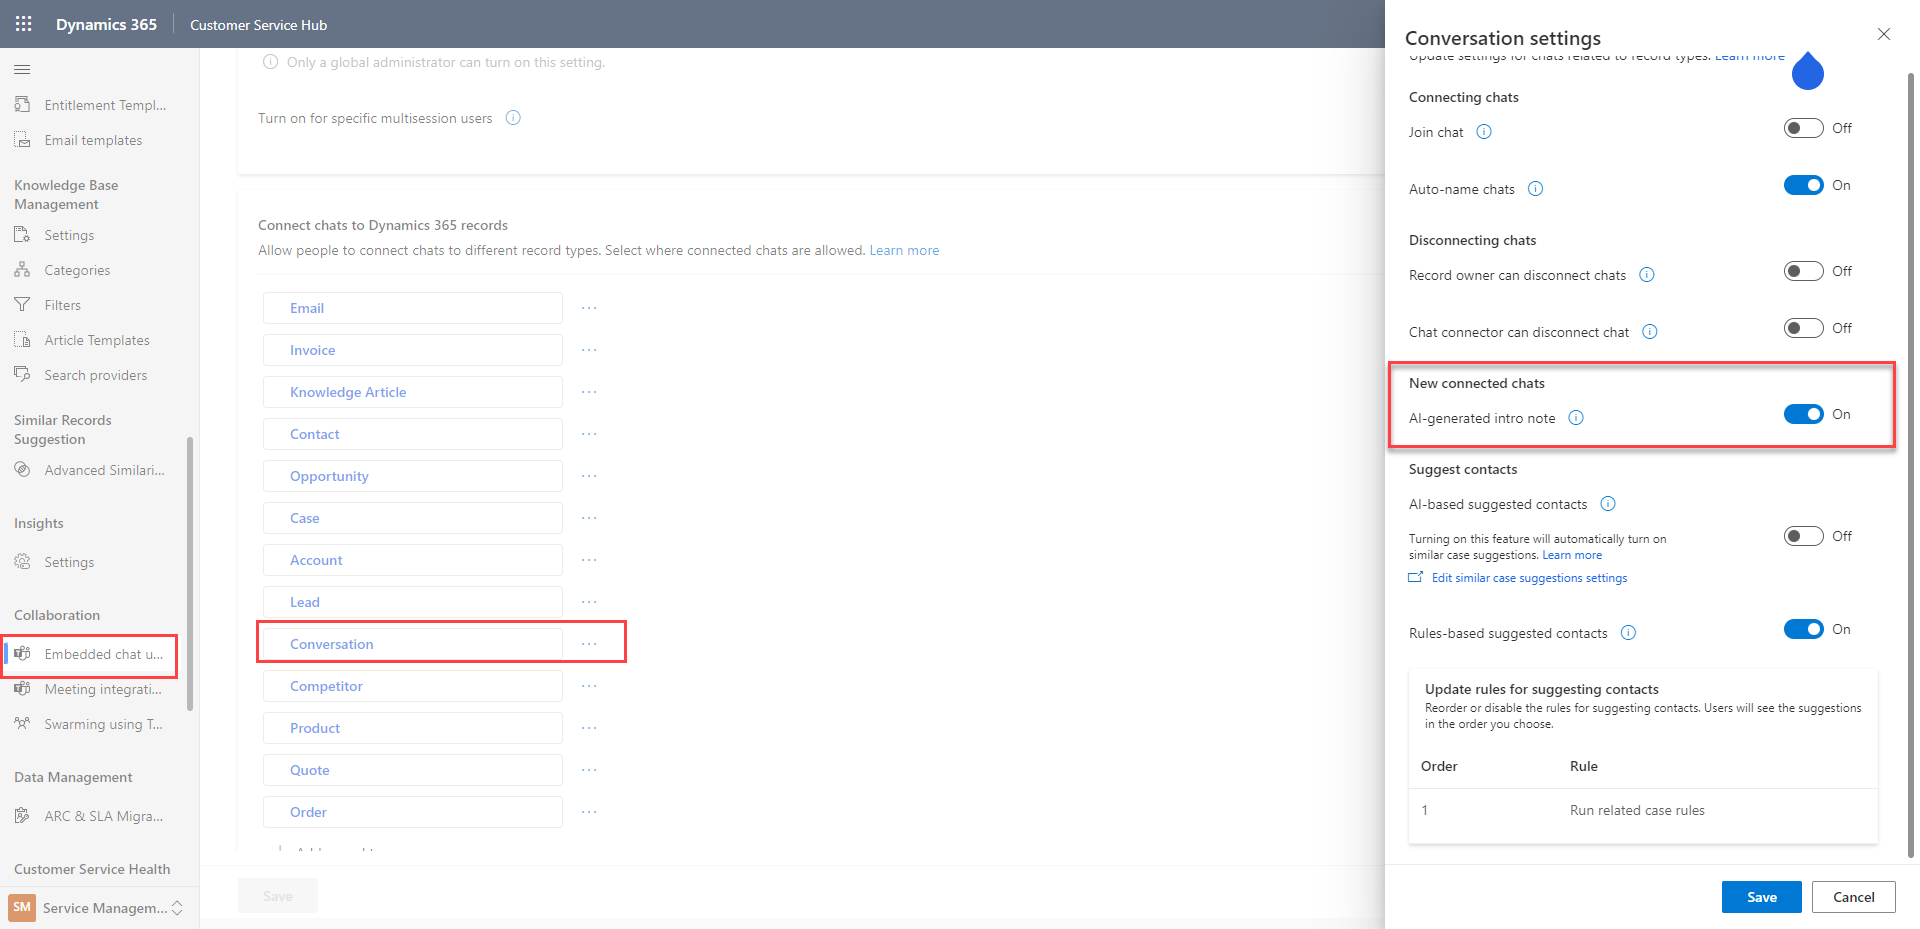 Dynamics 365
Customer Service Hub
Entitlement Templ...
Email templates
Knowledge Base
Management
Settings
Categories
Filters
Article Templates
Search providers
Similar Records
Suggestion
Advanced Similari...
Insights
Settings
Collaboration
Embedded chat u...
Meeting integrati...
Swarming using T...
Data Management
ARC & SLA Migra...
Customer Service Health
SM
Service Managem...
Only a global administrator can turn on this setting.
Turn on for specific multisession users
Connect chats to Dynamics 365 records
Allow people to connect chats to different record types. Select where connected chats are allowed. Learn more
Email
Invoice
Knowledge Article
Contact
Opportunity
Case
Account
Lead
Conversation
Competitor
Product
Quote
Order
Save
Conversation settings
Update settings for chats related to record types. Learn more
Connecting chats
Join chat
Off
Auto-name chats
On
Disconnecting chats
Record owner can disconnect chats
Off
Chat connector can disconnect chat
Off
New connected chats
AI-generated intro note
On
Suggest contacts
AI-based suggested contacts
Turning on this feature will automatically turn on
similar case suggestions. Learn more
Off
Edit similar case suggestions settings
Rules-based suggested contacts
On
Update rules for suggesting contacts
Reorder or disable the rules for suggesting contacts. Users will see the suggestions
in the order you choose.
Order
Rule
1
Run related case rules
Save
Cancel